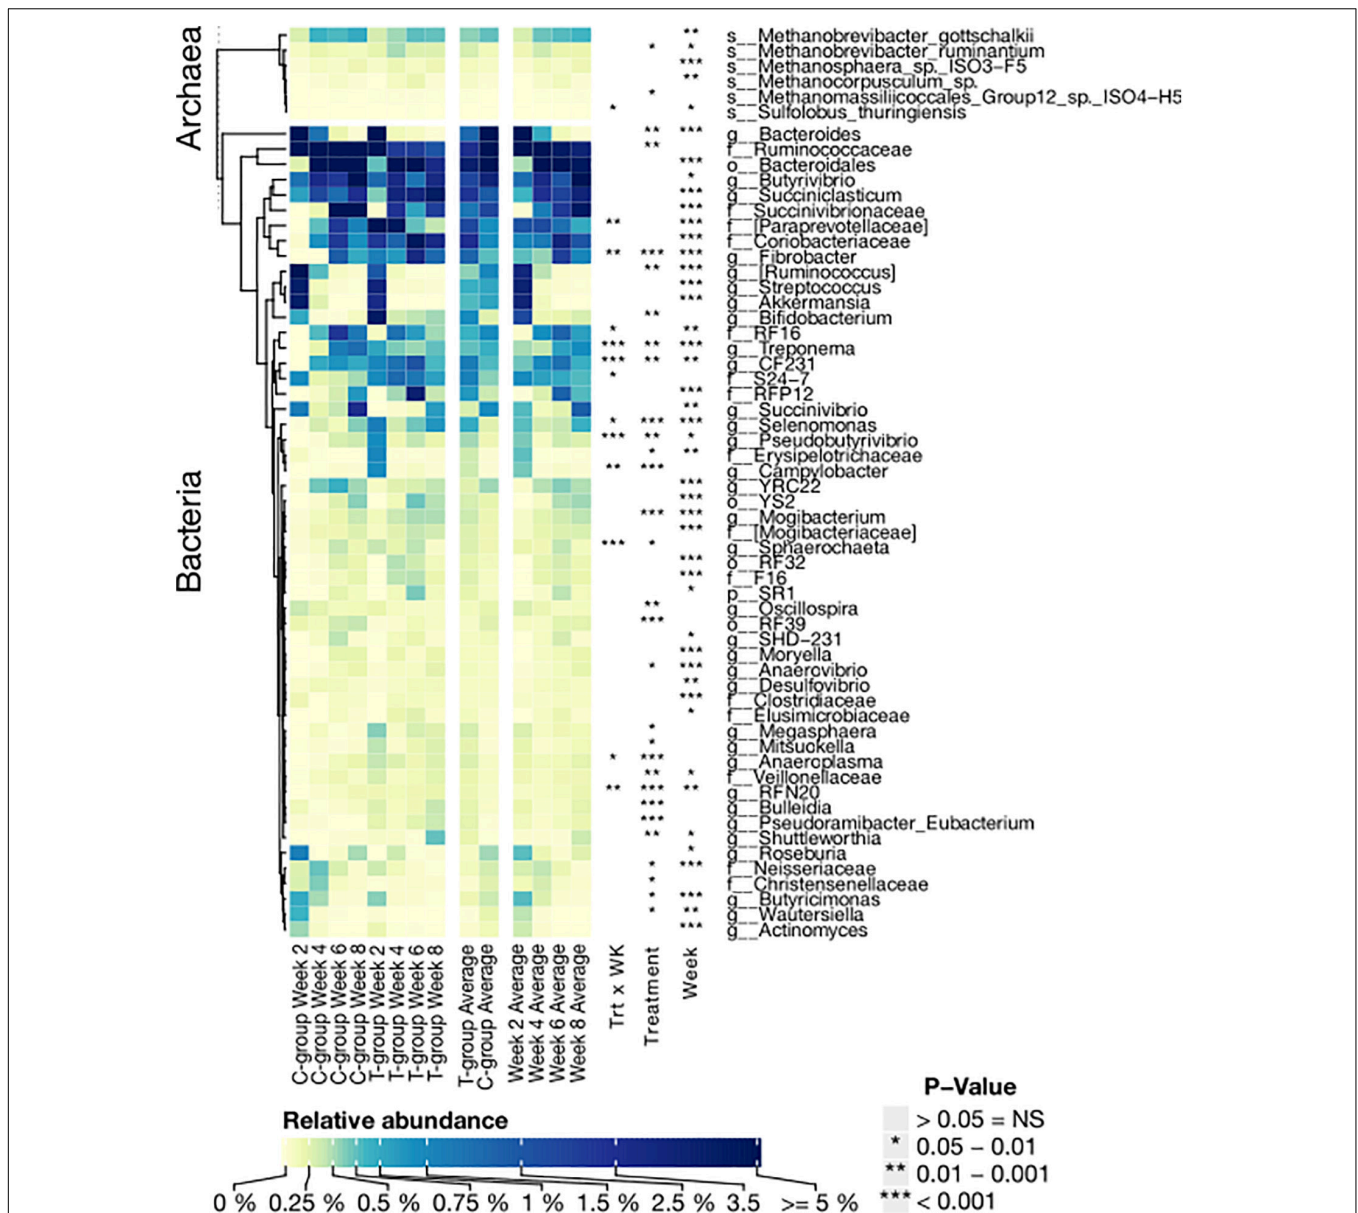 Archaea
Bacteria
** s__Methanobrevibacter_gottschalkii
* * s__Methanobrevibacter_ruminantium
*** s__Methanosphaera_sp._ISO3-F5
** s__Methanocorpusculum_sp.
* s__Methanomassiliicoccales_Group12_sp._ISO4-H5
* * s__Sulfolobus_thuringiensis
** *** g__Bacteroides
** f__Ruminococcaceae
*** o__Bacteroidales
* g__Butyrivibrio
*** g__Succiniclasticum
*** f__Succinivibrionaceae
** *** f__[Paraprevotellaceae]
*** f__Coriobacteriaceae
** *** *** g__Fibrobacter
** *** g__[Ruminococcus]
*** g__Streptococcus
*** g__Akkermansia
** g__Bifidobacterium
* ** f__RF16
*** ** *** g__Treponema
*** ** ** g__CF231
* f__S24-7
*** f__RFP12
** g__Succinivibrio
* *** *** g__Selenomonas
*** ** * g__Pseudobutyrivibrio
* ** f__Erysipelotrichaceae
** *** g__Campylobacter
*** g__YRC22
*** o__YS2
*** *** g__Mogibacterium
*** f__[Mogibacteriaceae]
*** * g__Sphaerochaeta
*** o__RF32
*** f__F16
* p__SR1
** g__Oscillospira
*** o__RF39
* g__SHD-231
*** g__Moryella
* *** g__Anaerovibrio
** g__Desulfovibrio
*** f__Clostridiaceae
* f__Elusimicrobiaceae
* g__Megasphaera
* g__Mitsuokella
* *** g__Anaeroplasma
** * f__Veillonellaceae
** *** ** g__RFN20
*** g__Bulleidia
*** g__Pseudoramibacter_Eubacterium
** * g__Shuttleworthia
* g__Roseburia
* *** f__Neisseriaceae
* f__Christensenellaceae
* *** g__Butyricimonas
* ** g__Wautersiella
*** g__Actinomyces
C-group Week 2
C-group Week 4
C-group Week 6
C-group Week 8
T-group Week 2
T-group Week 4
T-group Week 6
T-group Week 8
T-group Average
C-group Average
Week 2 Average
Week 4 Average
Week 6 Average
Week 8 Average
Trt x WK
Treatment
Week
Relative abundance
0 % 0.25 % 0.5 % 0.75 % 1 % 1.5 % 2.5 % 3.5 >= 5 %
P-Value
> 0.05 = NS
* 0.05 - 0.01
** 0.01 - 0.001
*** < 0.001